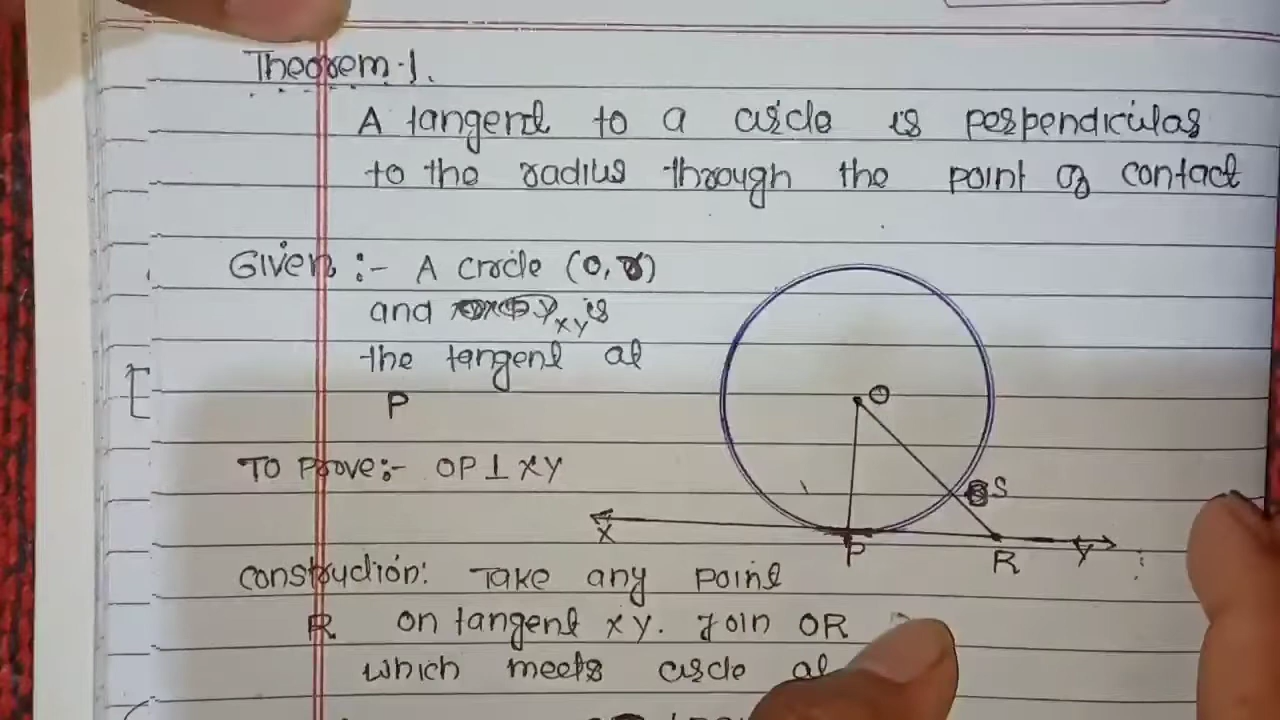 Theorem-1.
A tangent to a circle is perpendicular
to the radius through the point of contact
Given :- A circle (O, r)
and XY is
the tangent at
P
To Prove:- OP ⊥ XY
O
S
X
P
R
Y
Construction: Take any point
R on tangent XY. Join OR
which meets circle at